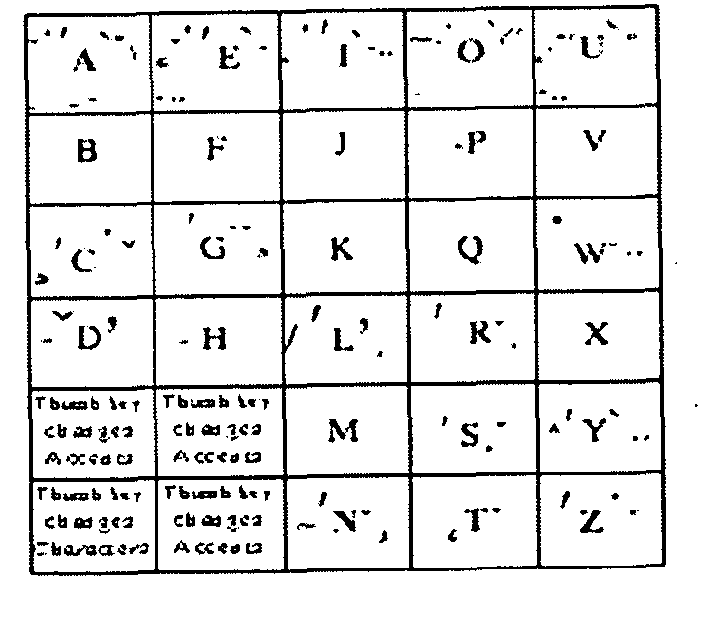 A E I O U
B F J P V
C G K Q W
D H L R X
Thumb key Thumb key
changes changes M S Y
Accents Accents
Thumb key Thumb key
changes changes N T Z
Characters Accents